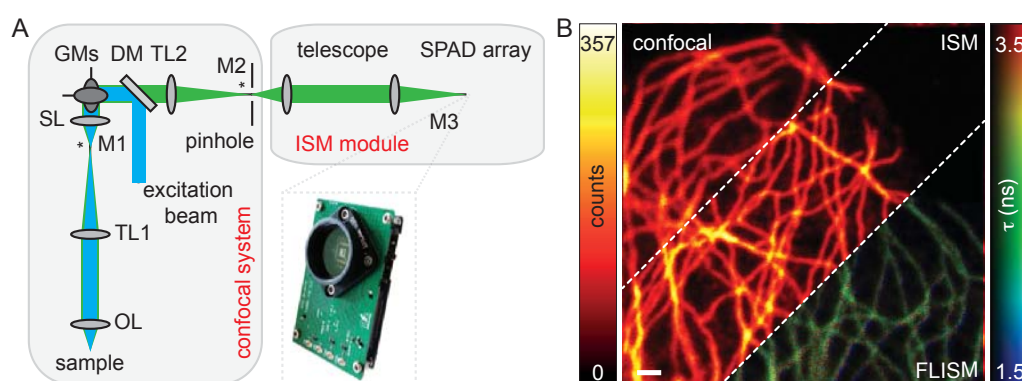 A
GMs DM TL2
M2
*
telescope
SPAD array
SL
* M1
pinhole
M3
ISM module
excitation
beam
TL1
confocal system
OL
sample
B
357
counts
0
confocal
ISM
FLISM
3.5
τ (ns)
1.5